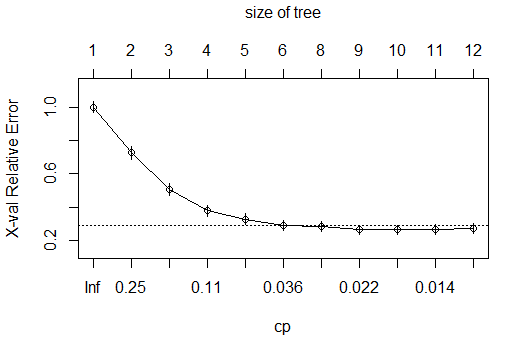 size of tree
1 2 3 4 5 6 8 9 10 11 12
X-val Relative Error
1.0
0.6
0.2
Inf 0.25 0.11 0.036 0.022 0.014
cp